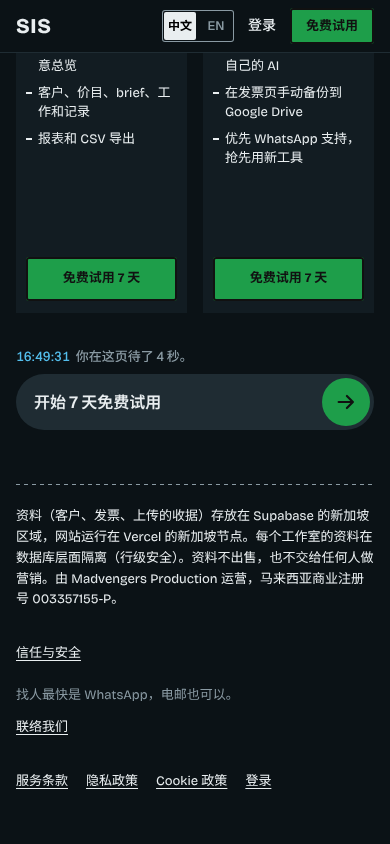 SIS 中文 EN 登录 免费试用
意总览
客户、价目、brief、工
作和记录
报表和 CSV 导出
免费试用 7 天
自己的 AI
在发票页手动备份到
Google Drive
优先 WhatsApp 支持，
抢先用新工具
免费试用 7 天
16:49:31 你在这页待了 4 秒。
开始 7 天免费试用
资料（客户、发票、上传的收据）存放在 Supabase 的新加坡
区域，网站运行在 Vercel 的新加坡节点。每个工作室的资料在
数据库层面隔离（行级安全）。资料不出售，也不交给任何人做
营销。由 Madvengers Production 运营，马来西亚商业注册
号 003357155-P。
信任与安全
找人最快是 WhatsApp，电邮也可以。
联络我们
服务条款 隐私政策 Cookie 政策 登录